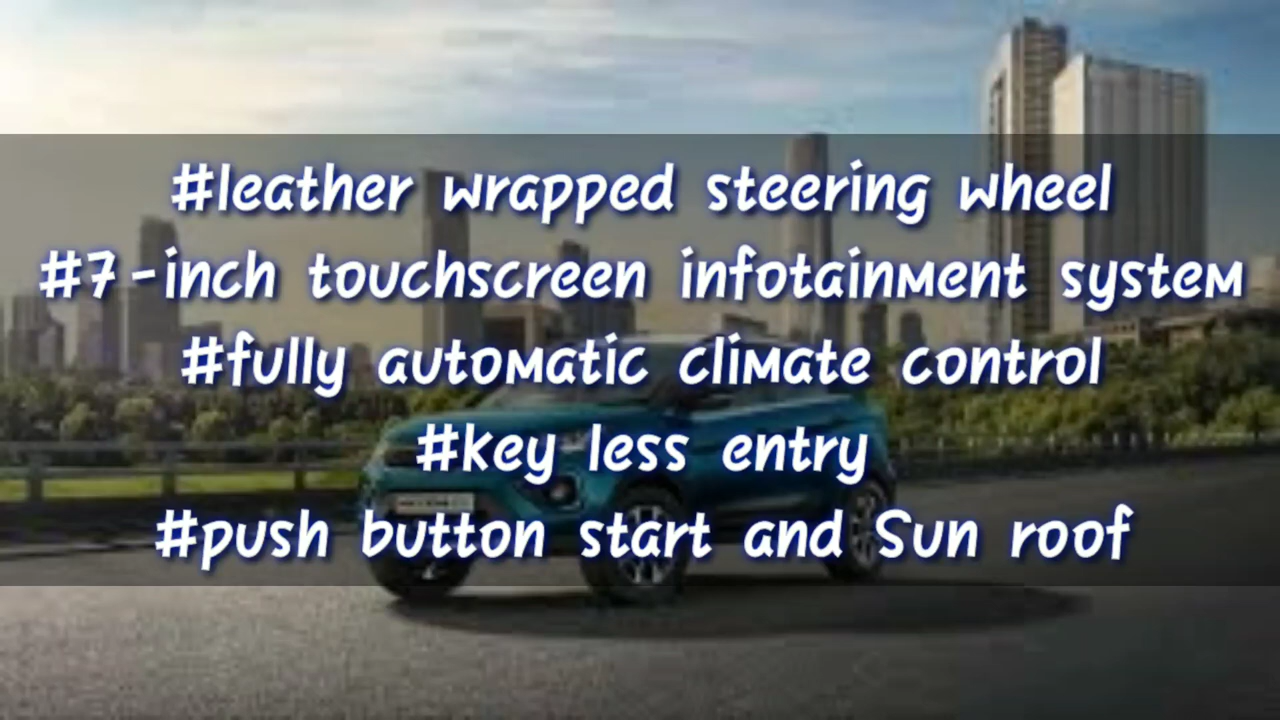 #leather wrapped steering wheel
#7-inch touchscreen infotainment system
#fully automatic climate control
#key less entry
#push button start and Sun roof